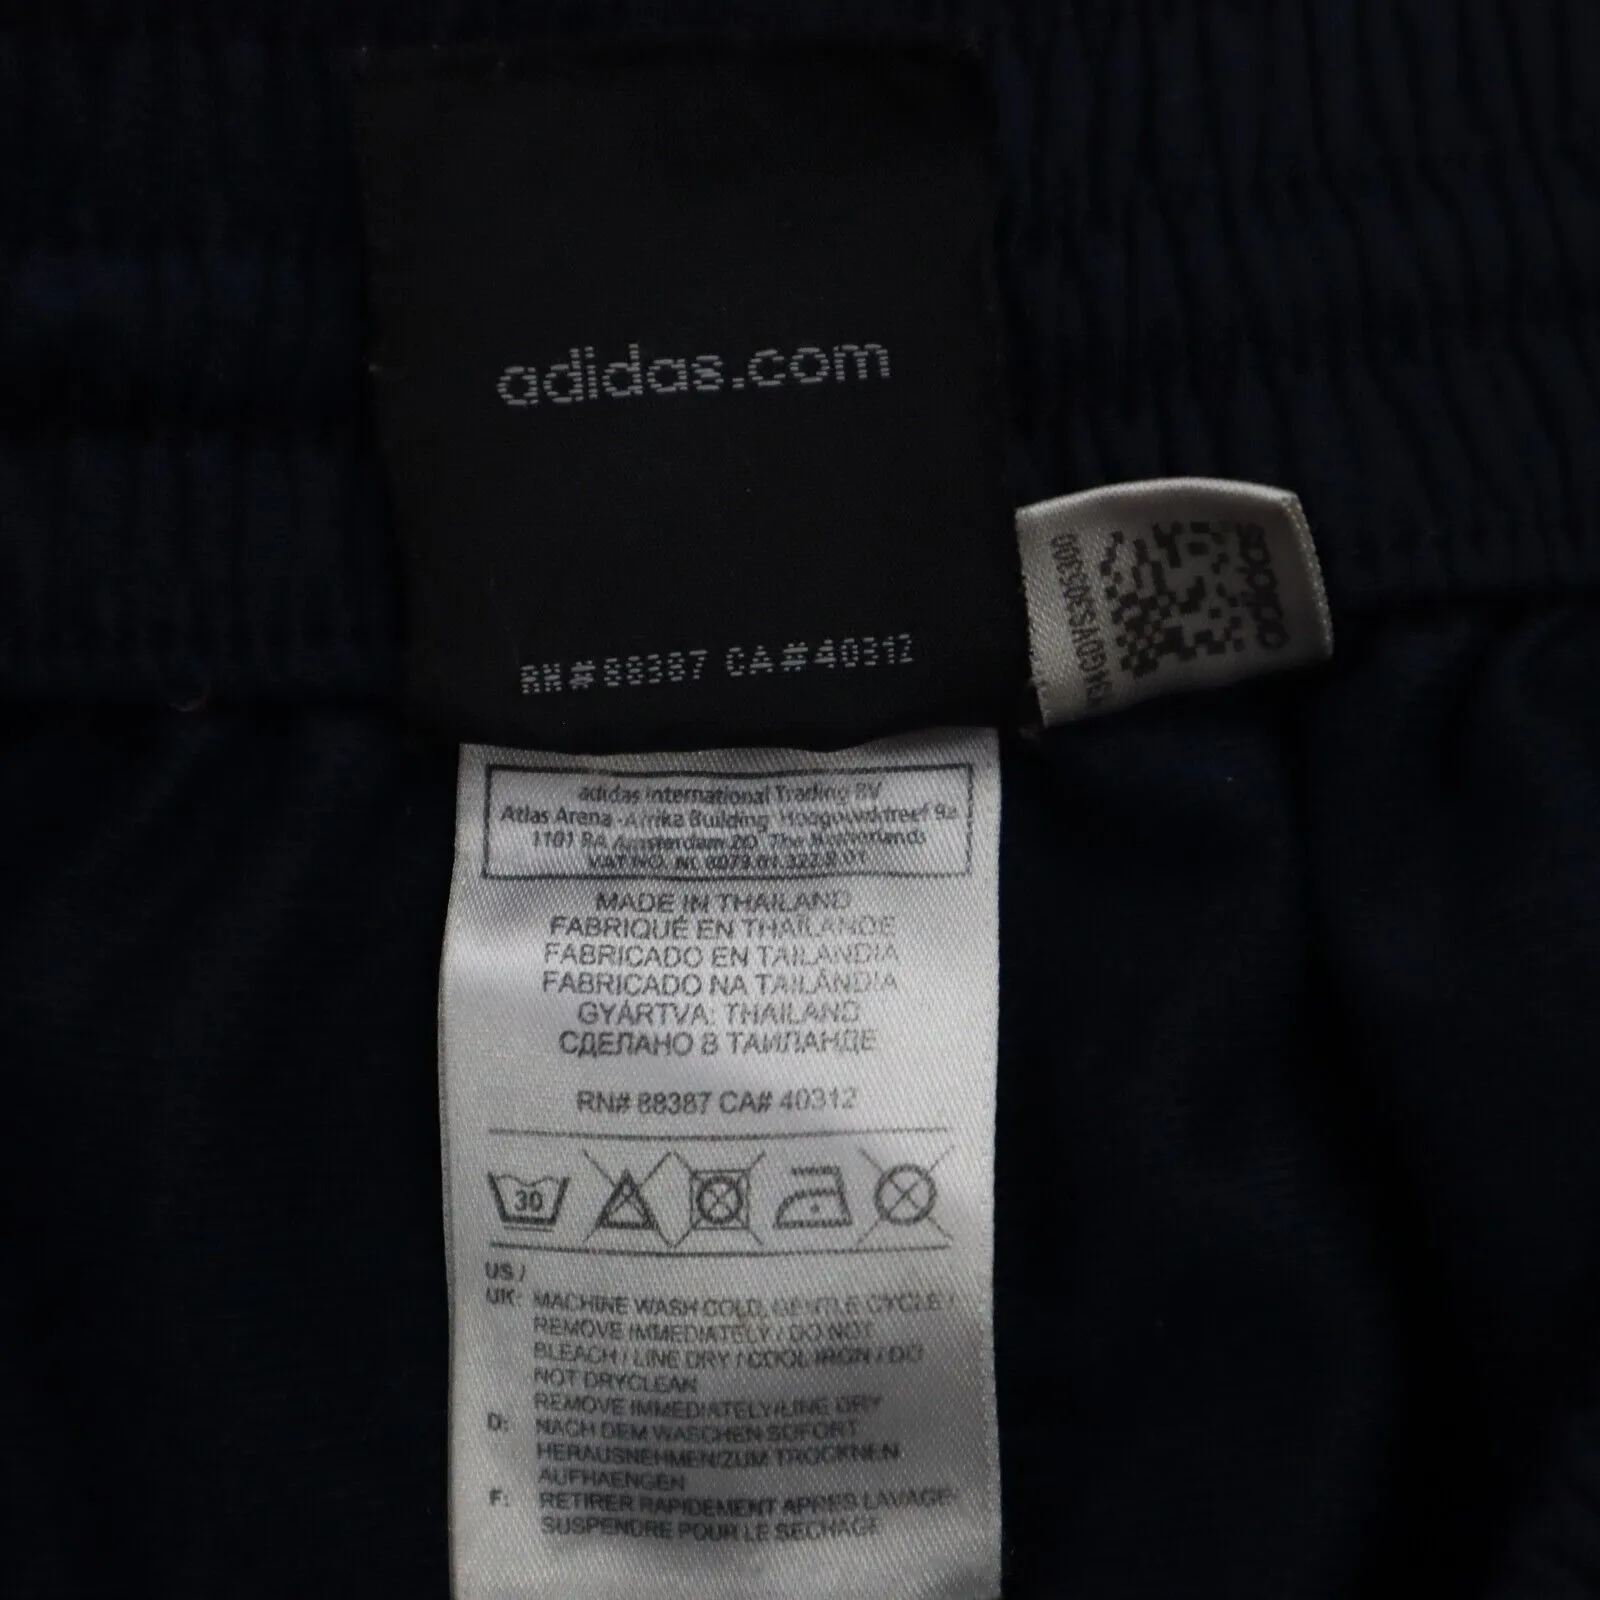 adidas.com
RN#88387 CA#40312
adidas
adidas International Trading BV
Atlas Arena - Afrika Building, 9a
1101 BA Amsterdam ZO The Netherlands
VAT NO. NL
MADE IN THAILAND
FABRIQUÉ EN THAÏLANDE
FABRICADO EN TAILANDIA
FABRICADO NA TAILÂNDIA
GYÁRTVA: THAILAND
СДЕЛАНО В ТАИЛАНДЕ
RN# 88387 CA# 40312
30
US /
UK: MACHINE WASH COLD, GENTLE CYCLE /
REMOVE IMMEDIATELY / DO NOT
BLEACH / LINE DRY / COOL IRON / DO
NOT DRYCLEAN
REMOVE IMMEDIATELY/LINE DRY
D: NACH DEM WASCHEN SOFORT
HERAUSNEHMEN/ZUM TROCKNEN
AUFHAENGEN
F: RETIRER RAPIDEMENT APRES LAVAGE-
SUSPENDRE POUR LE SECHAGE